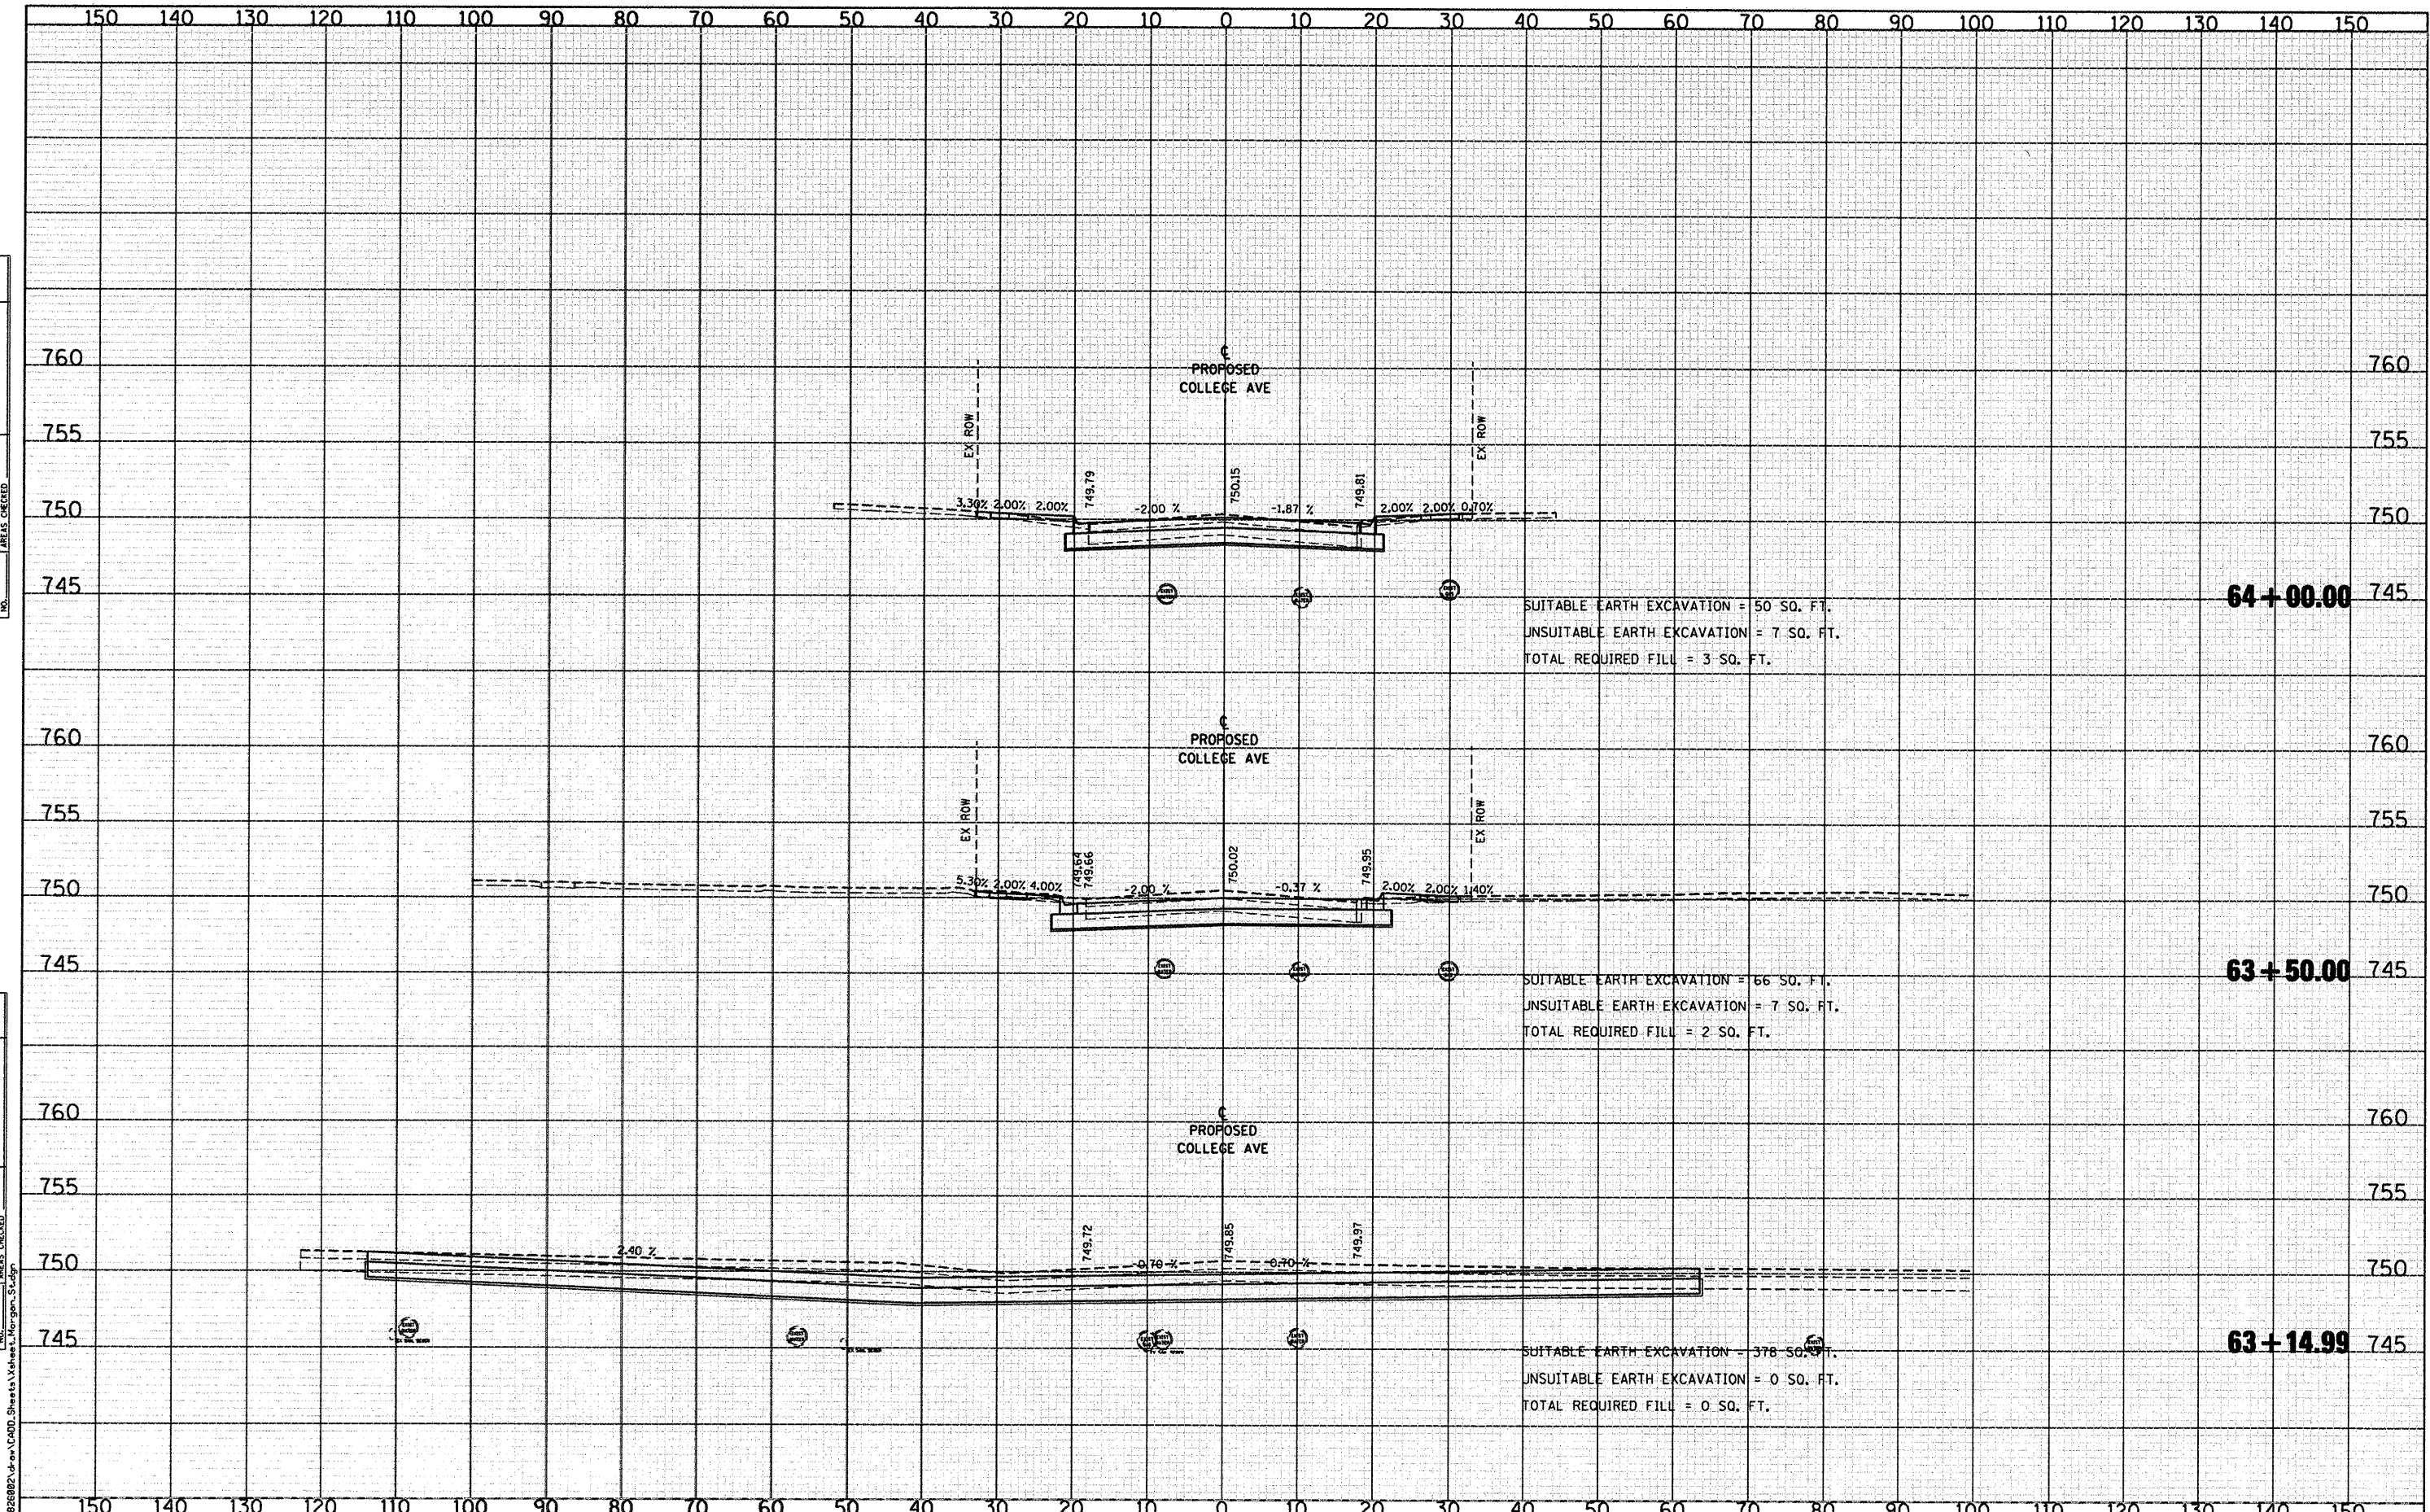 150 140 130 120 110 100 90 80 70 60 50 40 30 20 10 0 10 20 30 40 50 60 70 80 90 100 110 120 130 140 150
760 760
℄
PROPOSED
COLLEGE AVE
755 755
EX ROW EX ROW
749.79 750.15 749.81
750 750
3.30% 2.00% 2.00% -2.00 % -1.87 % 2.00% 2.00% 0.70%
745 64+00.00 745
SUITABLE EARTH EXCAVATION = 50 SQ. FT.
UNSUITABLE EARTH EXCAVATION = 7 SQ. FT.
TOTAL REQUIRED FILL = 3 SQ. FT.
760 760
℄
PROPOSED
COLLEGE AVE
755 755
EX ROW EX ROW
749.64 749.66 750.02 749.95
750 750
5.30% 2.00% 4.00% -2.00 % -0.37 % 2.00% 2.00% 1.40%
745 63+50.00 745
SUITABLE EARTH EXCAVATION = 66 SQ. FT.
UNSUITABLE EARTH EXCAVATION = 7 SQ. FT.
TOTAL REQUIRED FILL = 2 SQ. FT.
760 760
℄
PROPOSED
COLLEGE AVE
755 755
749.72 749.85 749.97
750 750
2.40 % -0.70 % 0.70 %
745 63+14.99 745
SUITABLE EARTH EXCAVATION = 378 SQ. FT.
UNSUITABLE EARTH EXCAVATION = 0 SQ. FT.
TOTAL REQUIRED FILL = 0 SQ. FT.
150 140 130 120 110 100 90 80 70 60 50 40 30 20 10 0 10 20 30 40 50 60 70 80 90 100 110 120 130 140 150
NO. AREAS CHECKED
AREAS CHECKED